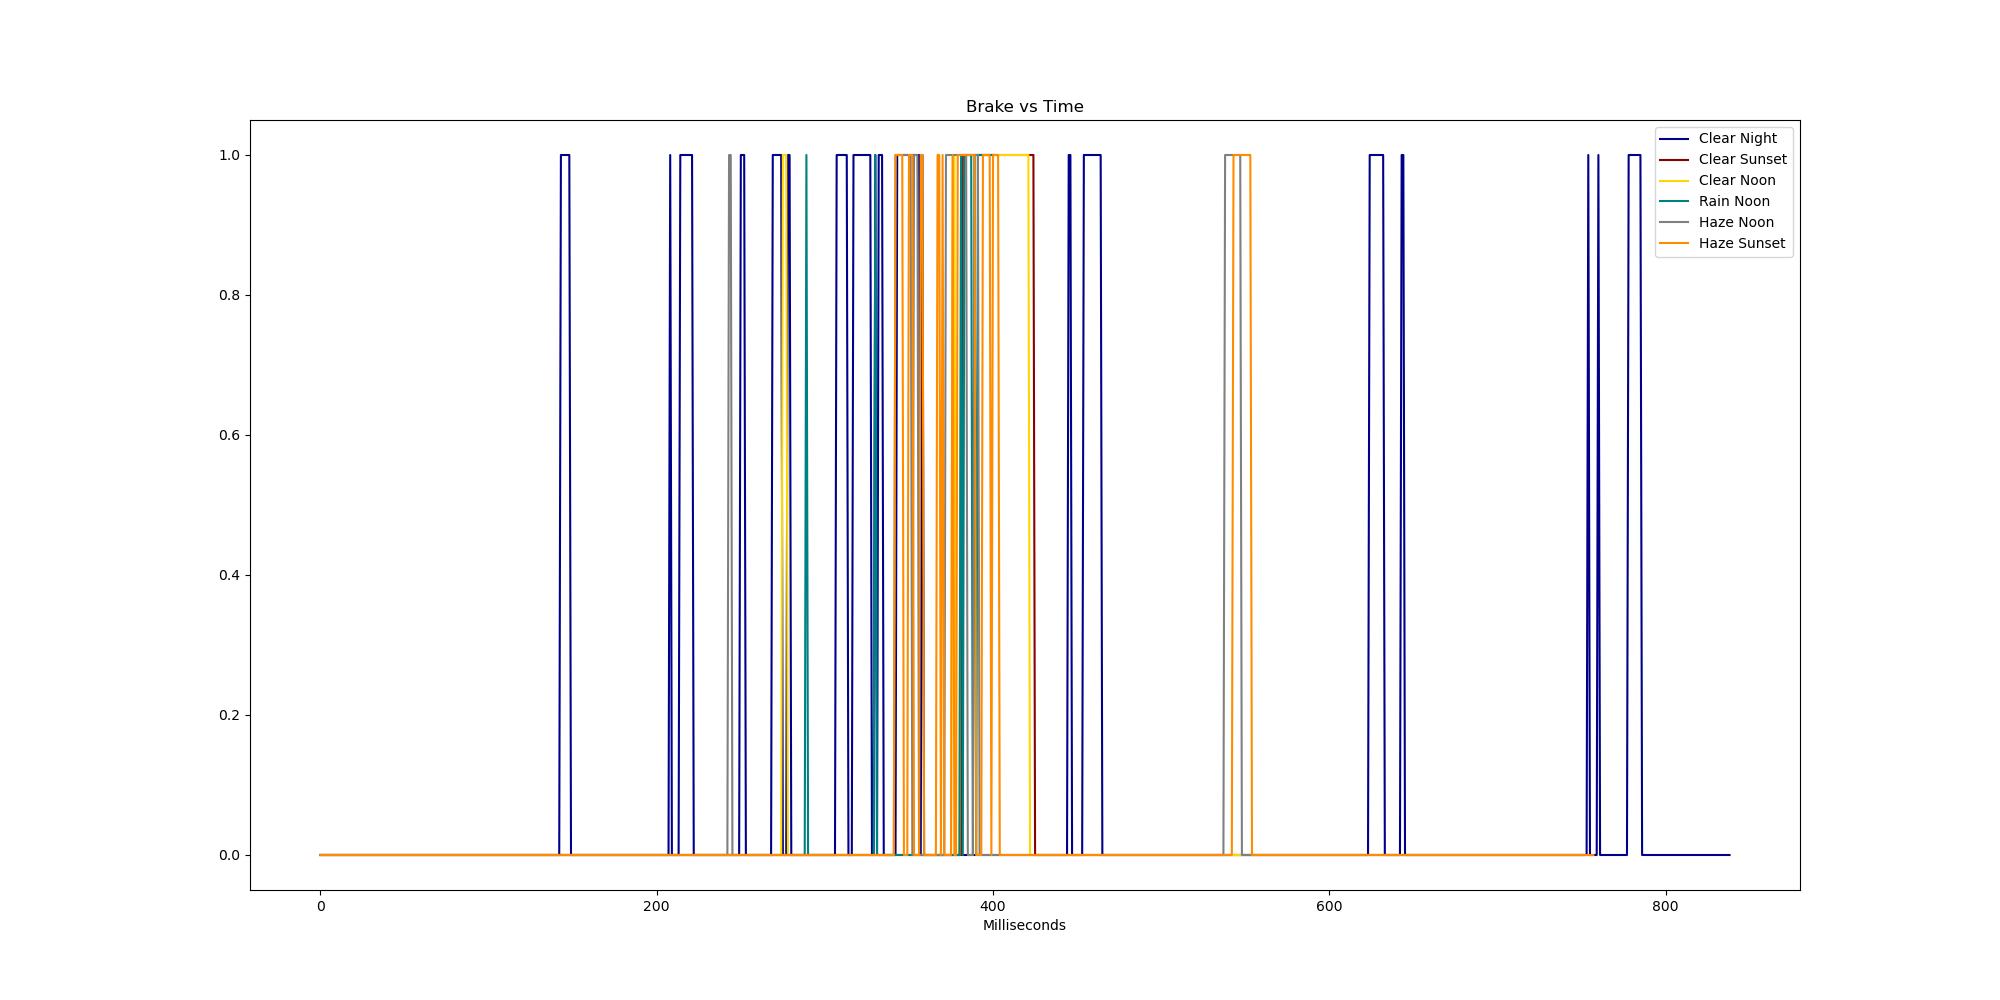 Brake vs Time
1.0
0.8
0.6
0.4
0.2
0.0
0 200 400 600 800
Milliseconds
Clear Night
Clear Sunset
Clear Noon
Rain Noon
Haze Noon
Haze Sunset